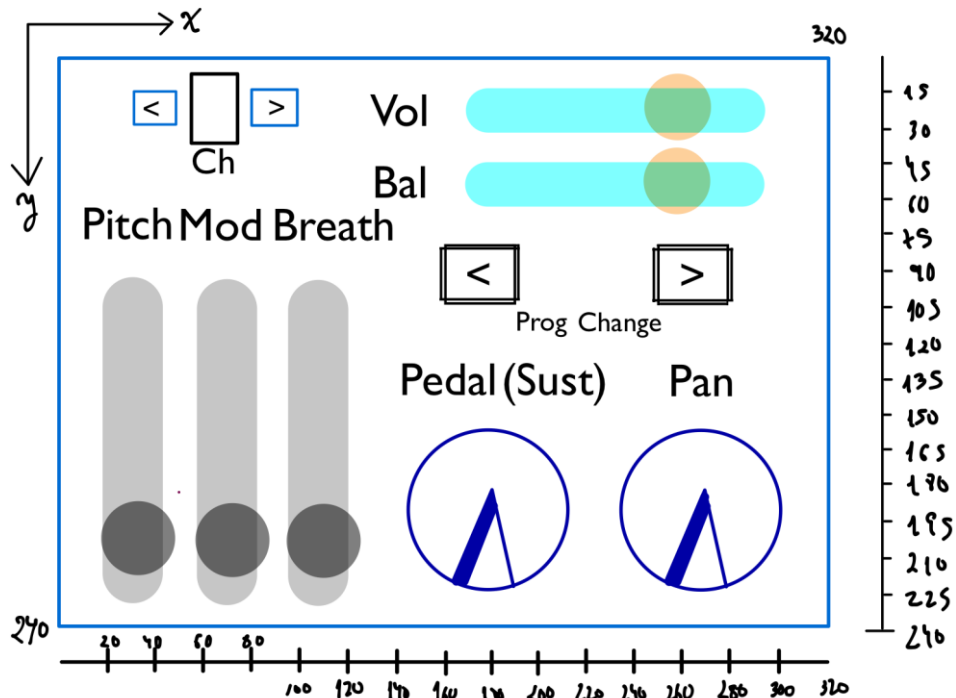 x
320
< >
Ch
Vol
Bal
y
Pitch Mod Breath
< >
Prog Change
Pedal (Sust) Pan
15
30
45
60
75
90
105
120
135
150
165
180
195
210
225
240
240
20 40 60 80
100 120 140 160 180 200 220 240 260 280 300 320